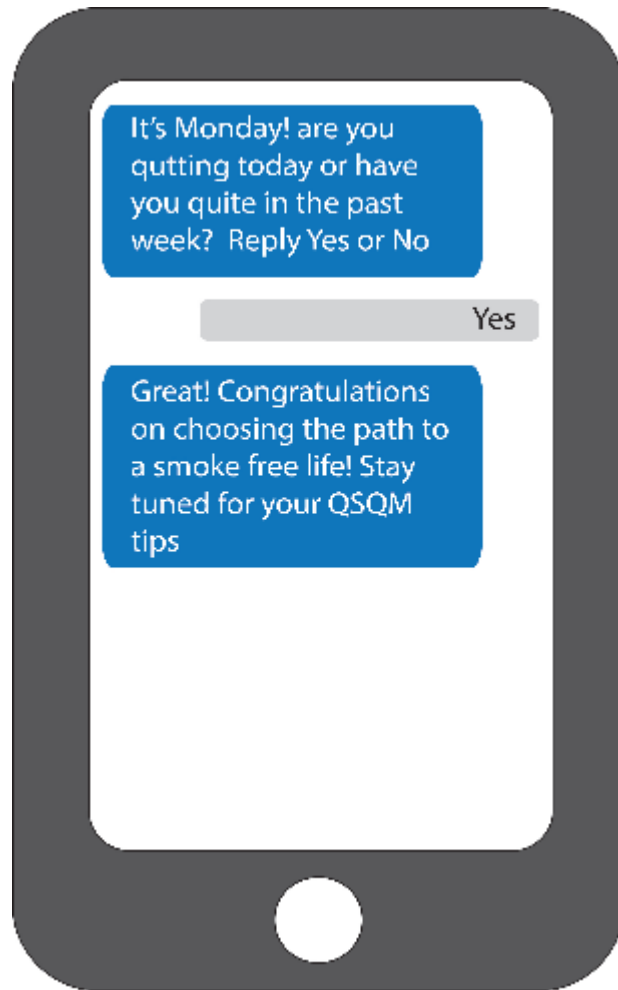 It's Monday! are you
qutting today or have
you quite in the past
week?  Reply Yes or No
Yes
Great! Congratulations
on choosing the path to
a smoke free life! Stay
tuned for your QSQM
tips